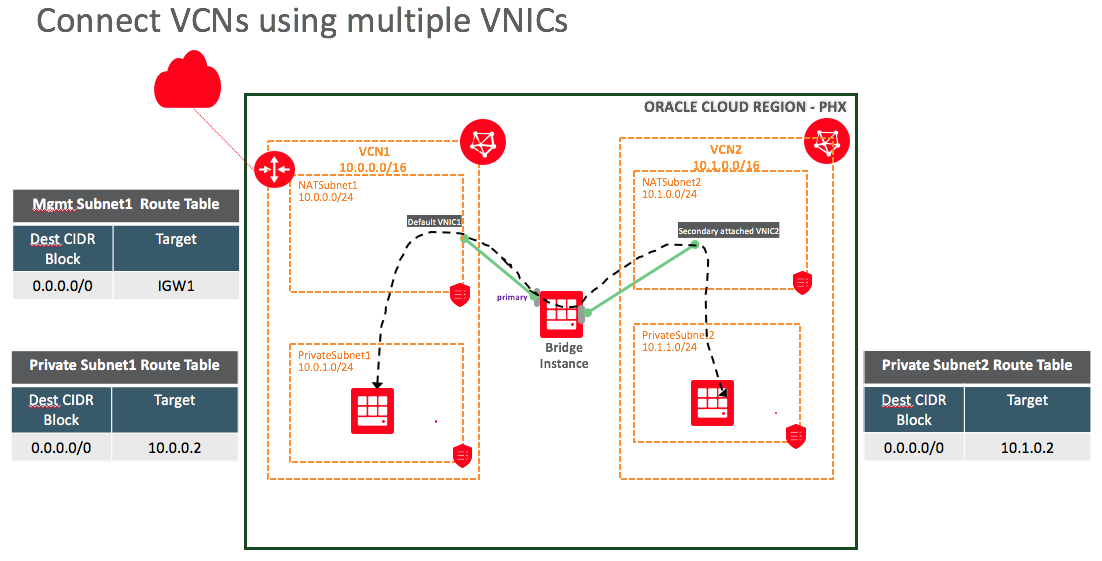 Connect VCNs using multiple VNICs
ORACLE CLOUD REGION - PHX
VCN1
10.0.0.0/16
NATSubnet1
10.0.0.0/24
Default VNIC1
primary
Bridge
Instance
PrivateSubnet1
10.0.1.0/24
VCN2
10.1.0.0/16
NATSubnet2
10.1.0.0/24
Secondary attached VNIC2
PrivateSubnet2
10.1.1.0/24
Mgmt Subnet1 Route Table
Dest CIDR
Block
Target
0.0.0.0/0
IGW1
Private Subnet1 Route Table
Dest CIDR
Block
Target
0.0.0.0/0
10.0.0.2
Private Subnet2 Route Table
Dest CIDR
Block
Target
0.0.0.0/0
10.1.0.2